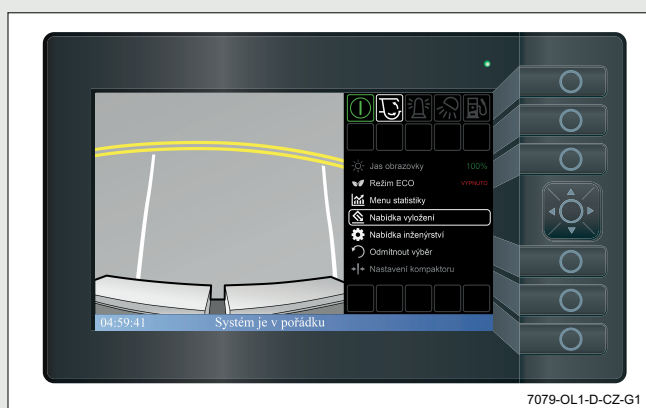 Jas obrazovky 100%
Režim ECO VYPNUTO
Menu statistiky
Nabídka vyložení
Nabídka inženýrství
Odmítnout výběr
Nastavení kompaktoru
04:59:41 Systém je v pořádku
7079-OL1-D-CZ-G1